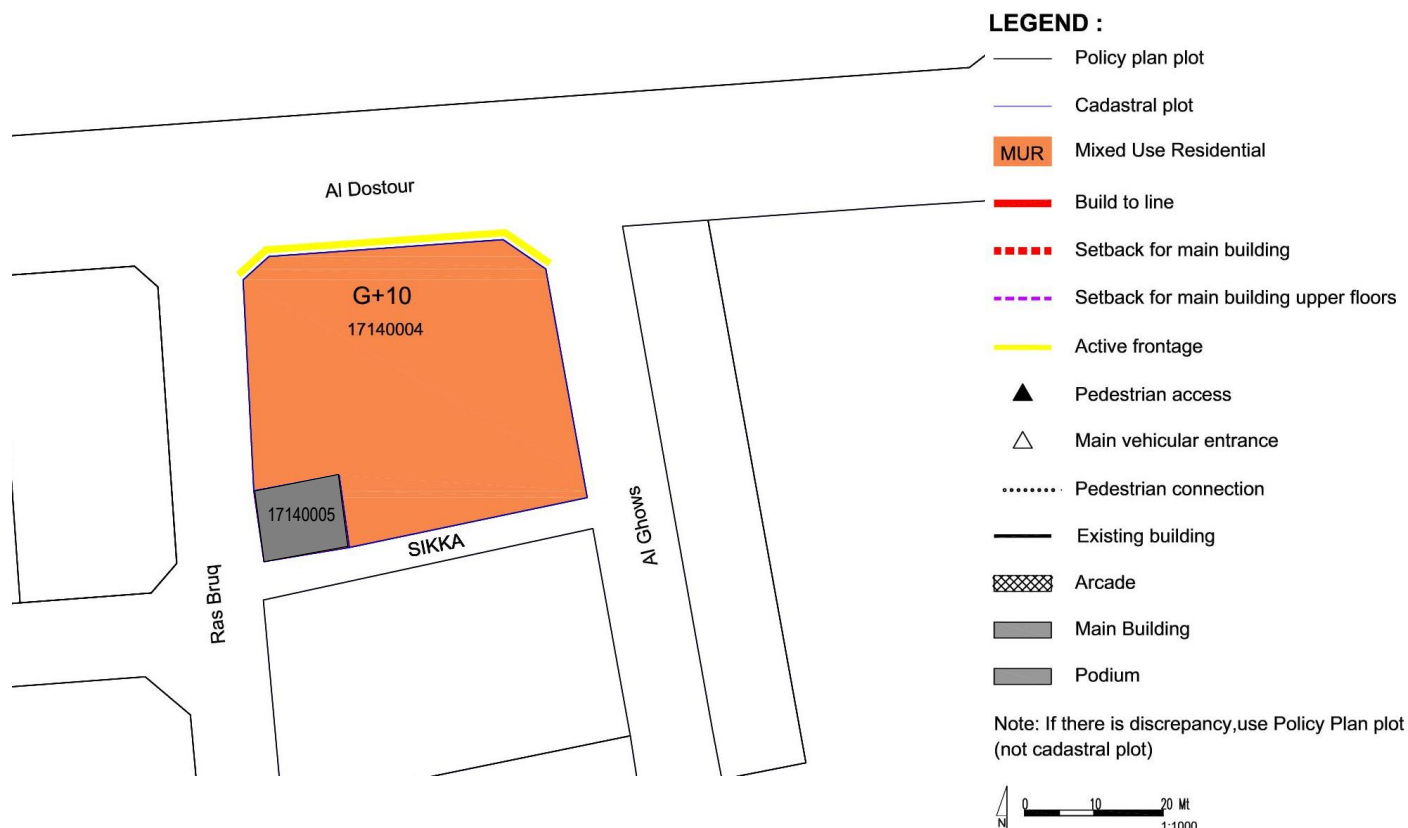 Al Dostour
G+10
17140004
17140005
SIKKA
Al Ghows
Ras Bruq
LEGEND :
Policy plan plot
Cadastral plot
MUR Mixed Use Residential
Build to line
Setback for main building
Setback for main building upper floors
Active frontage
Pedestrian access
Main vehicular entrance
Pedestrian connection
Existing building
Arcade
Main Building
Podium
Note: If there is discrepancy,use Policy Plan plot
(not cadastral plot)
0 10 20 Mt
N
1:1000